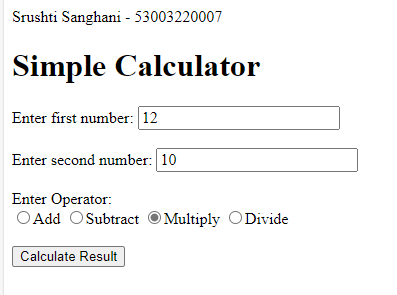 Srushti Sanghani - 53003220007
Simple Calculator
Enter first number: 12
Enter second number: 10
Enter Operator:
Add Subtract Multiply Divide
Calculate Result